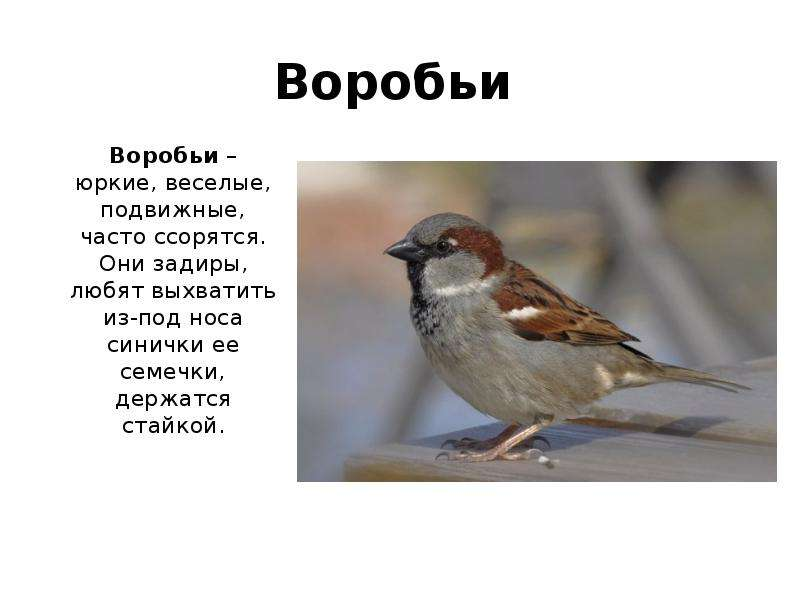 Воробьи
Воробьи –
юркие, веселые,
подвижные,
часто ссорятся.
Они задиры,
любят выхватить
из-под носа
синички ее
семечки,
держатся
стайкой.